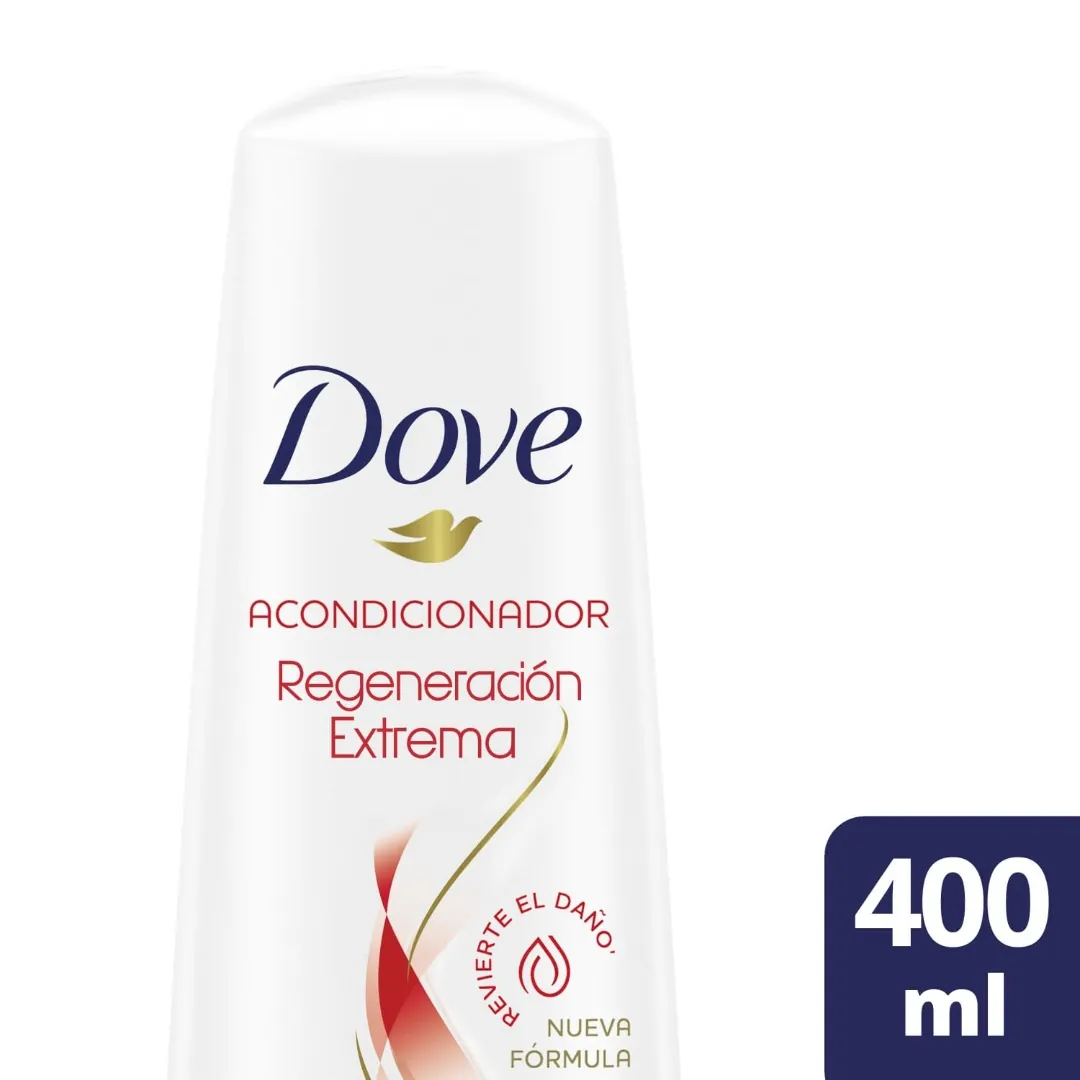 Dove
ACONDICIONADOR
Regeneración
Extrema
REVIERTE EL DAÑO'
NUEVA
FÓRMULA
400
ml